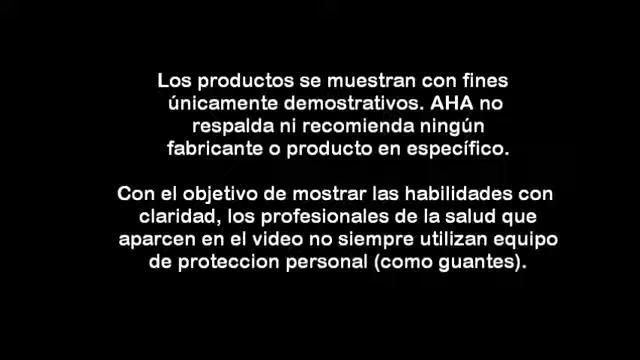 Los productos se muestran con fines
únicamente demostrativos. AHA no
respalda ni recomienda ningún
fabricante o producto en específico.
Con el objetivo de mostrar las habilidades con
claridad, los profesionales de la salud que
aparcen en el video no siempre utilizan equipo
de proteccion personal (como guantes).